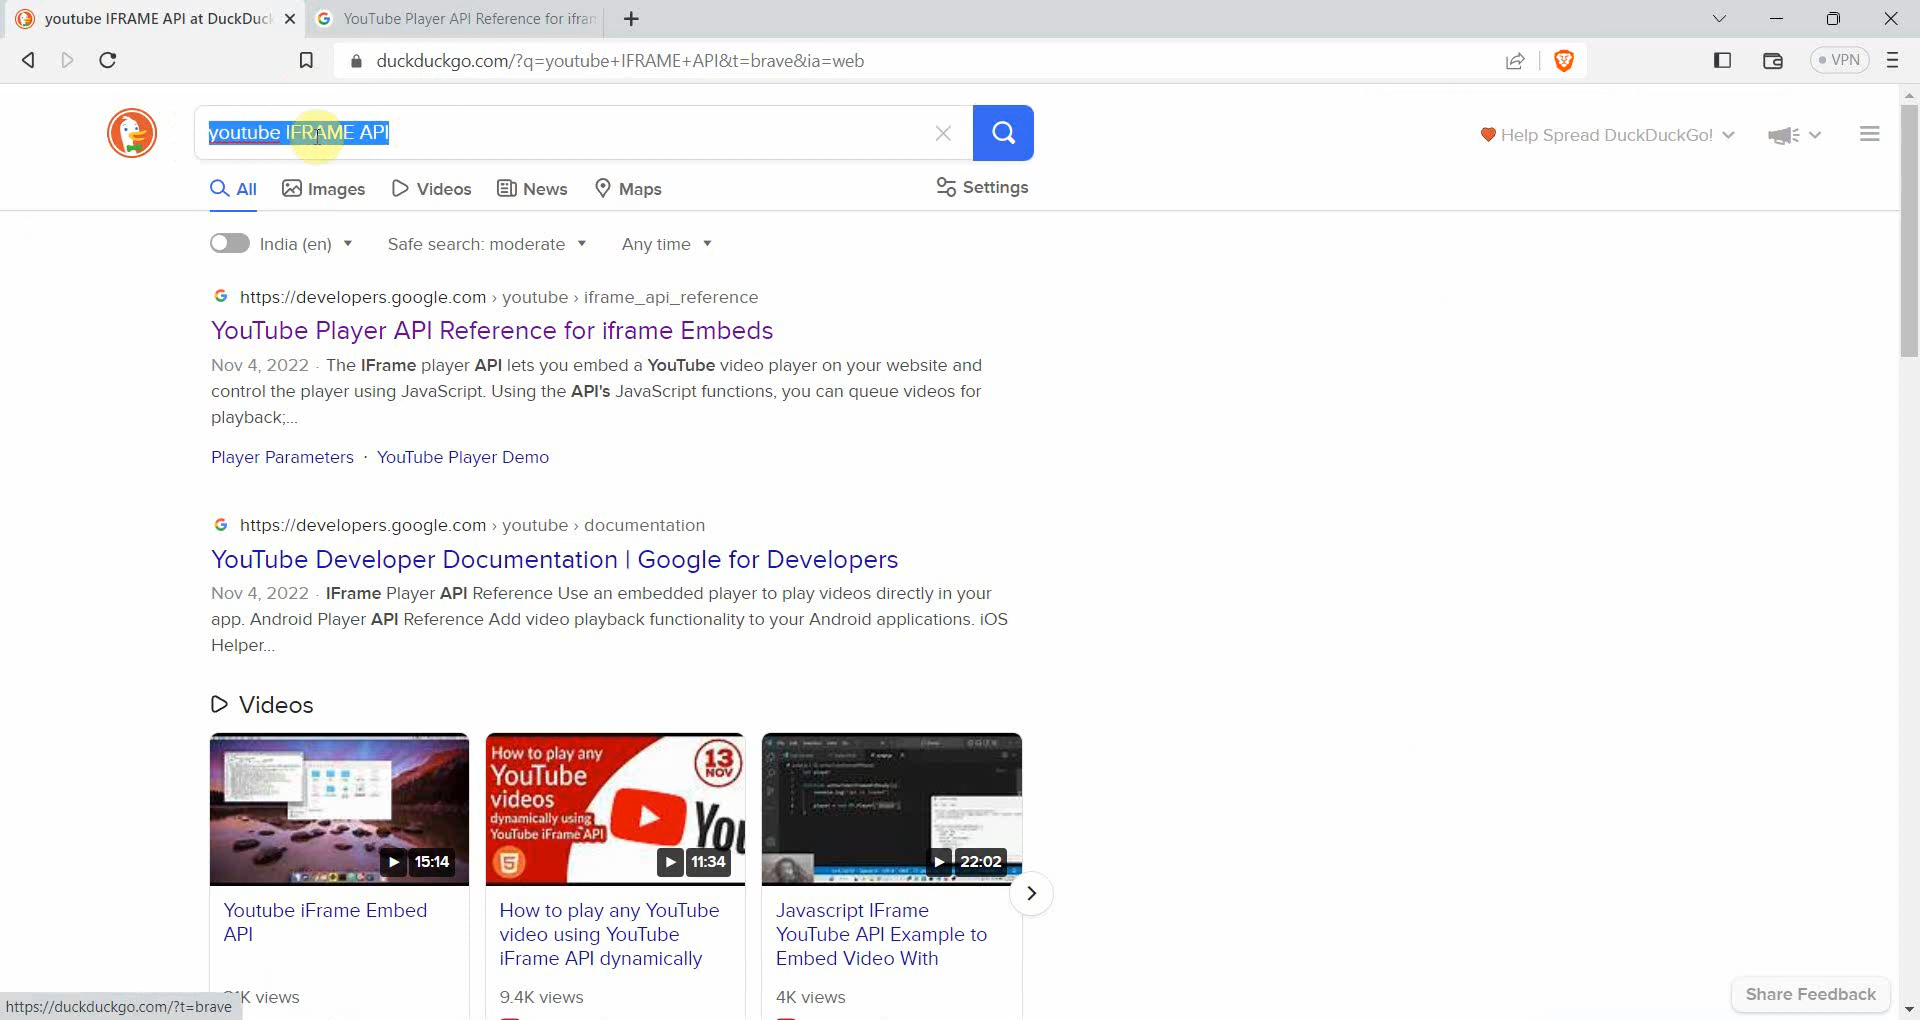 youtube IFRAME API at DuckDuck
YouTube Player API Reference for ifran
duckduckgo.com/?q=youtube+IFRAME+API&t=brave&ia=web
VPN
youtube IFRAME API
Help Spread DuckDuckGo!
All Images Videos News Maps Settings
India (en) Safe search: moderate Any time
https://developers.google.com › youtube › iframe_api_reference
YouTube Player API Reference for iframe Embeds
Nov 4, 2022 · The IFrame player API lets you embed a YouTube video player on your website and
control the player using JavaScript. Using the API's JavaScript functions, you can queue videos for
playback;...
Player Parameters · YouTube Player Demo
https://developers.google.com › youtube › documentation
YouTube Developer Documentation | Google for Developers
Nov 4, 2022 · IFrame Player API Reference Use an embedded player to play videos directly in your
app. Android Player API Reference Add video playback functionality to your Android applications. iOS
Helper...
Videos
How to play any
YouTube
videos
dynamically using
YouTube iFrame API
13
NOV
You
5
15:14
11:34
22:02
Youtube iFrame Embed
API
How to play any YouTube
video using YouTube
iFrame API dynamically
9.4K views
Javascript IFrame
YouTube API Example to
Embed Video With
4K views
K views
https://duckduckgo.com/?t=brave
Share Feedback